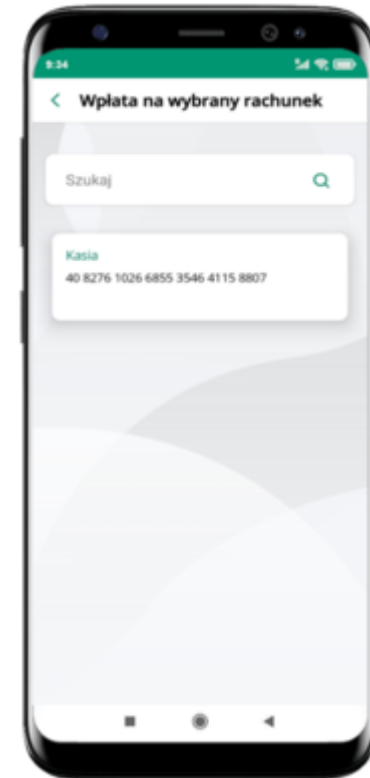 9:34
Wpłata na wybrany rachunek
Szukaj
Kasia
40 8276 1026 6855 3546 4115 8807